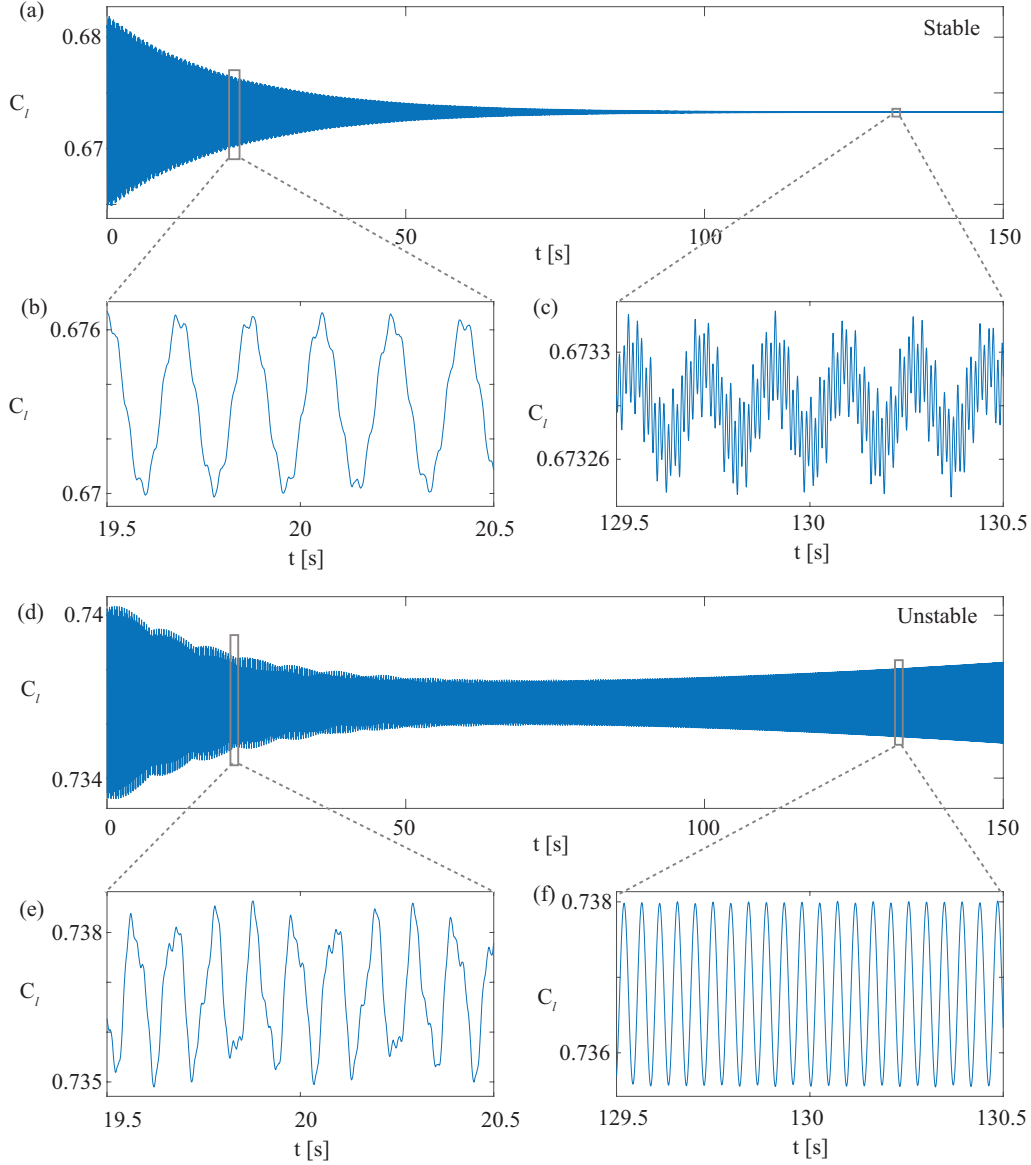 (a)
Stable
0.68
C_l
0.67
0
50
100
150
t [s]
(b)
0.676
C_l
0.67
19.5
20
20.5
t [s]
(c)
0.6733
C_l
0.67326
129.5
130
130.5
t [s]
(d)
Unstable
0.74
C_l
0.734
0
50
100
150
t [s]
(e)
0.738
C_l
0.735
19.5
20
20.5
t [s]
(f)
0.738
C_l
0.736
129.5
130
130.5
t [s]